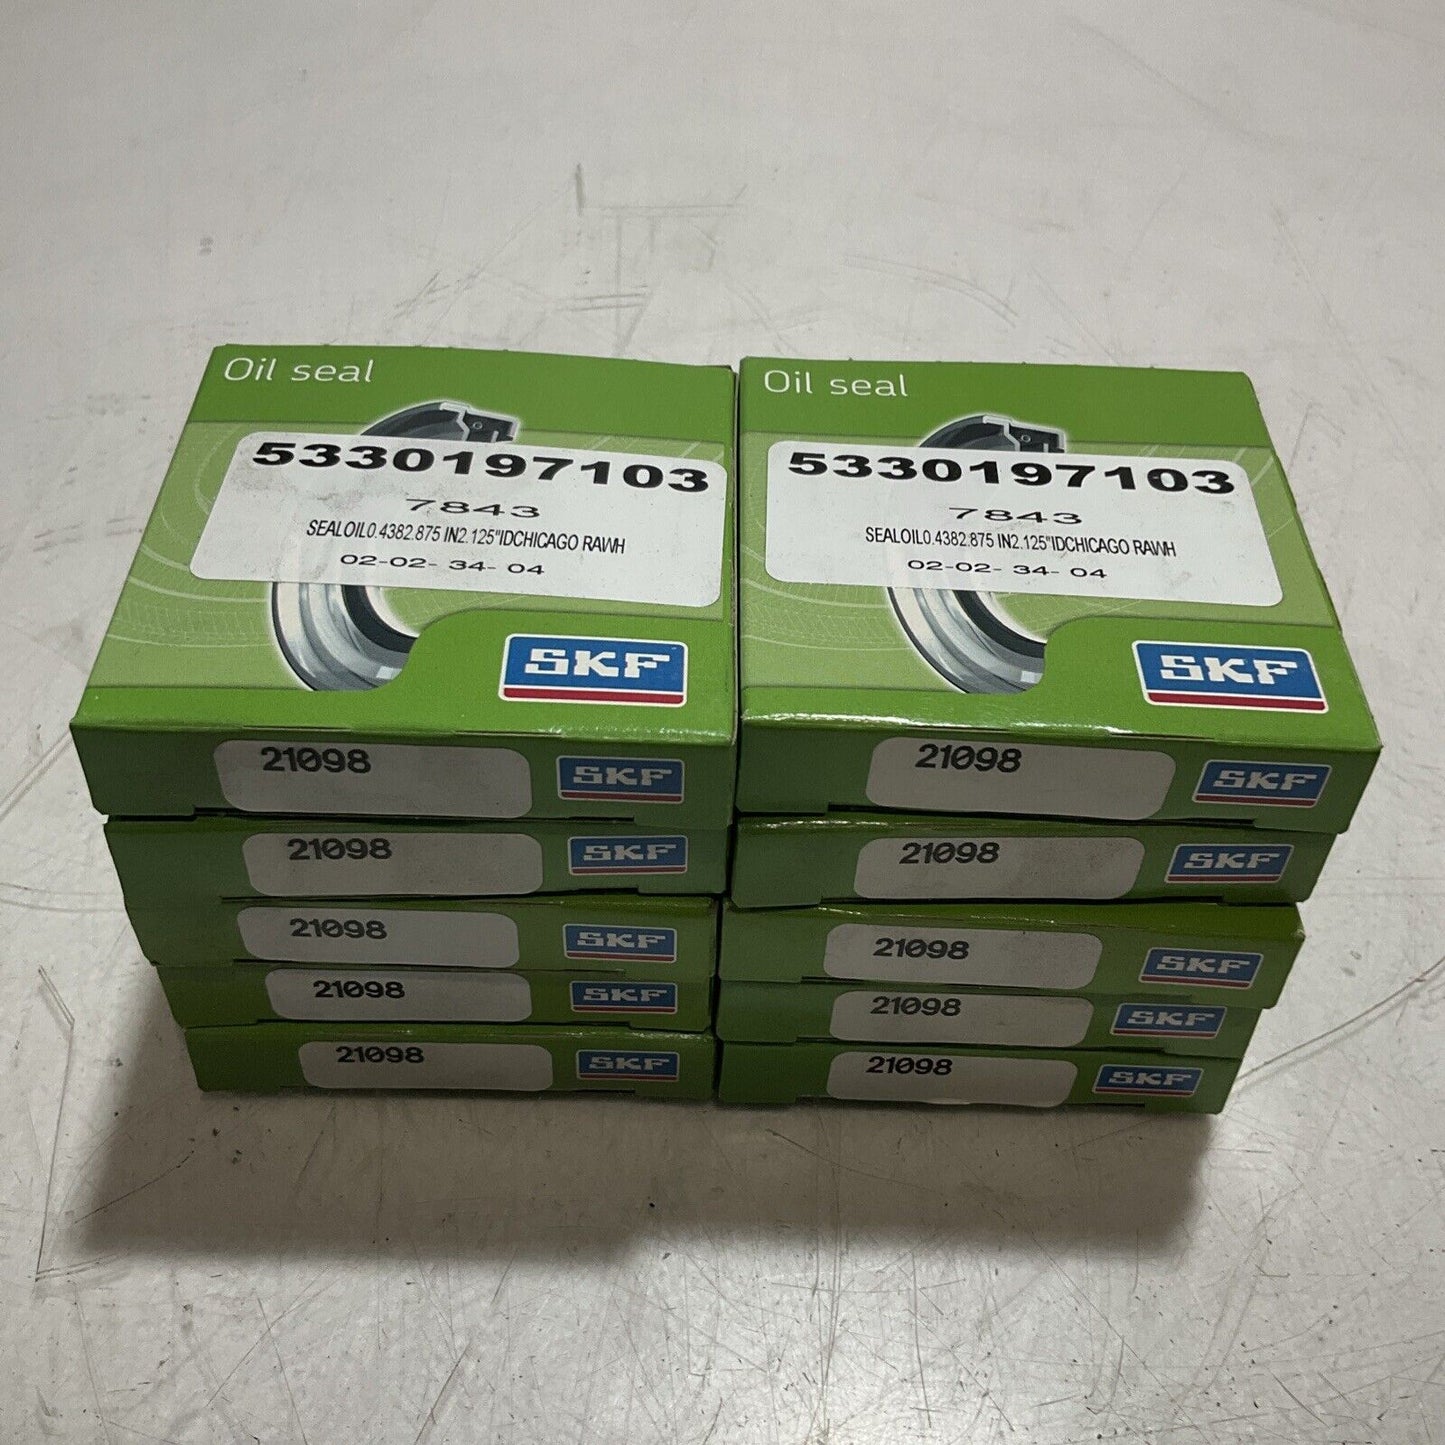 Oil seal
5330197103
7843
SEALOIL0.4382.875 IN2.125"IDCHICAGO RAWH
02-02- 34- 04
SKF
21098 SKF
21098 SKF
21098 SKF
21098 SKF
21098 SKF
Oil seal
5330197103
7843
SEALOIL0.4382.875 IN2.125"IDCHICAGO RAWH
02-02- 34- 04
SKF
21098 SKF
21098 SKF
21098 SKF
21098 SKF
21098 SKF